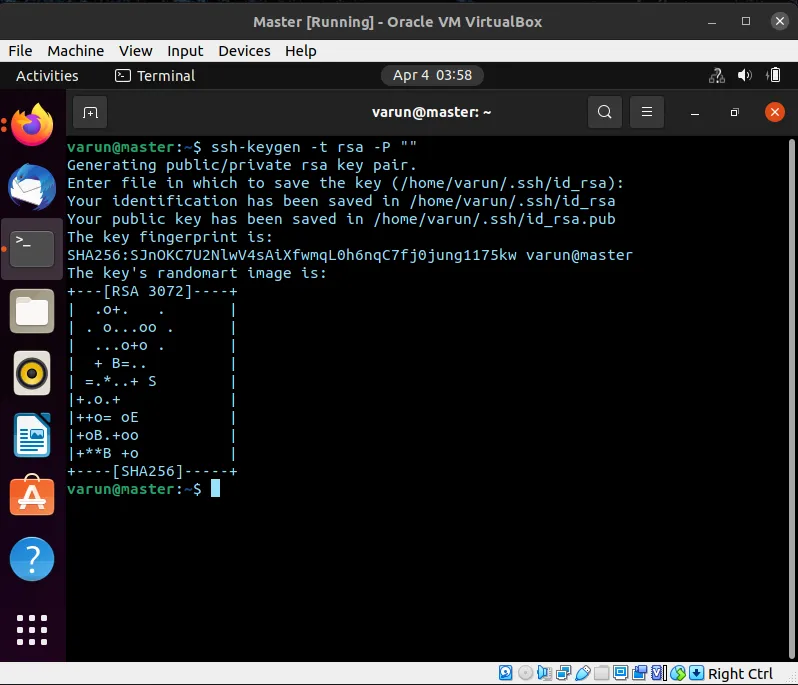 Master [Running] - Oracle VM VirtualBox
File Machine View Input Devices Help
Activities Terminal Apr 4 03:58
varun@master: ~
varun@master:~$ ssh-keygen -t rsa -P ""
Generating public/private rsa key pair.
Enter file in which to save the key (/home/varun/.ssh/id_rsa):
Your identification has been saved in /home/varun/.ssh/id_rsa
Your public key has been saved in /home/varun/.ssh/id_rsa.pub
The key fingerprint is:
SHA256:SJnOKC7U2NlwV4sAiXfwmqL0h6nqC7fj0jung1175kw varun@master
The key's randomart image is:
+---[RSA 3072]----+
|  .o+.   .       |
| . o...oo .      |
|  ...o+o .       |
|  + B=..         |
| =.*..+ S        |
|+.o.+            |
|++o= oE          |
|+oB.+oo          |
|+**B +o          |
+----[SHA256]-----+
varun@master:~$
Right Ctrl